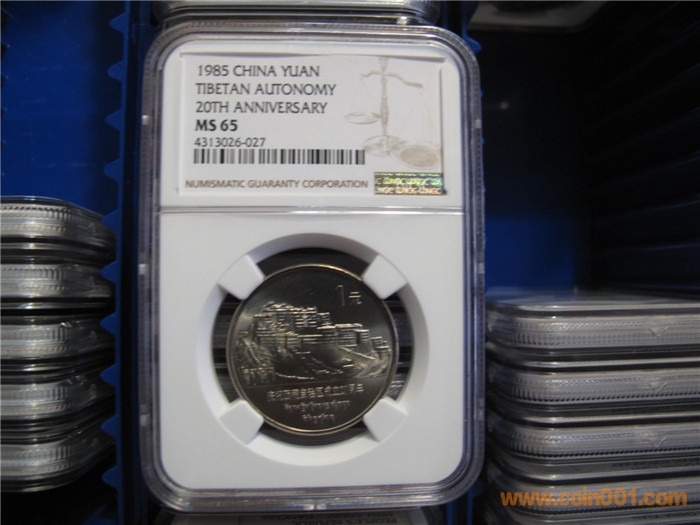 1985 CHINA YUAN
TIBETAN AUTONOMY
20TH ANNIVERSARY
MS 65
4313026-027
NUMISMATIC GUARANTY CORPORATION
1元
www.coin001.com